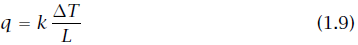 q = k ΔT/L (1.9)